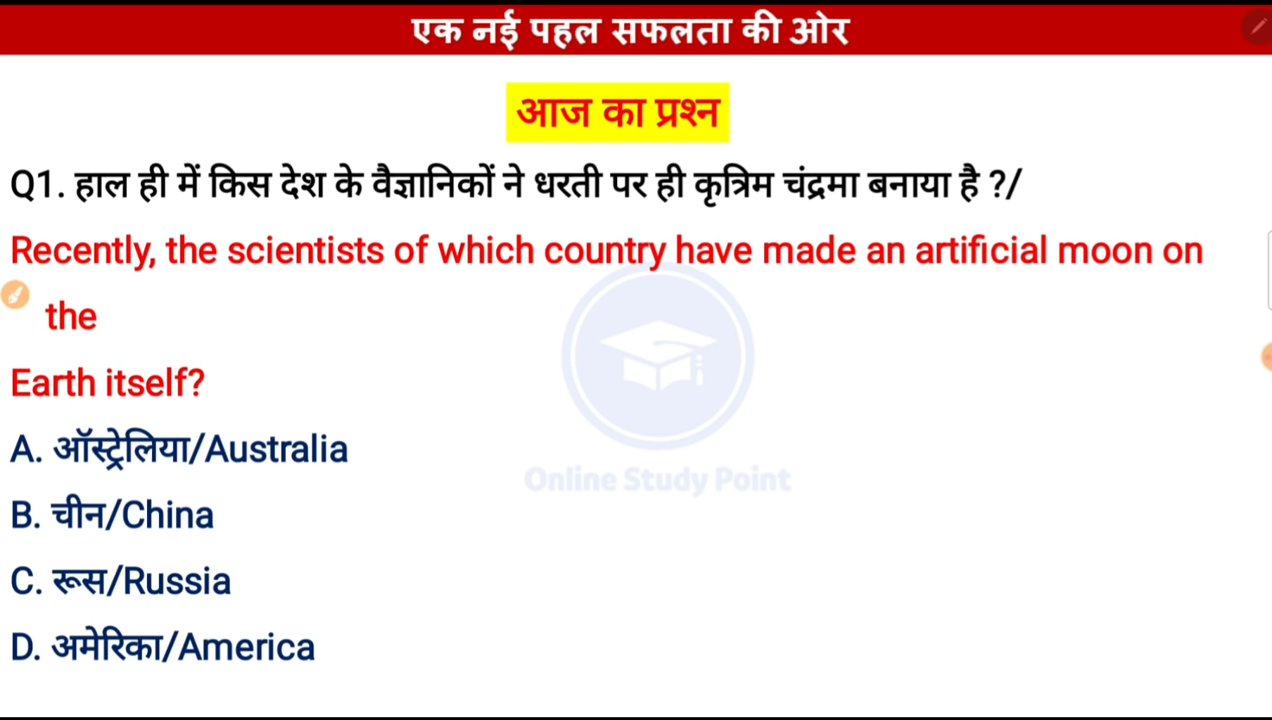 एक नई पहल सफलता की ओर
आज का प्रश्न
Q1. हाल ही में किस देश के वैज्ञानिकों ने धरती पर ही कृत्रिम चंद्रमा बनाया है ?/
Recently, the scientists of which country have made an artificial moon on
the
Earth itself?
A. ऑस्ट्रेलिया/Australia
Online Study Point
B. चीन/China
C. रूस/Russia
D. अमेरिका/America